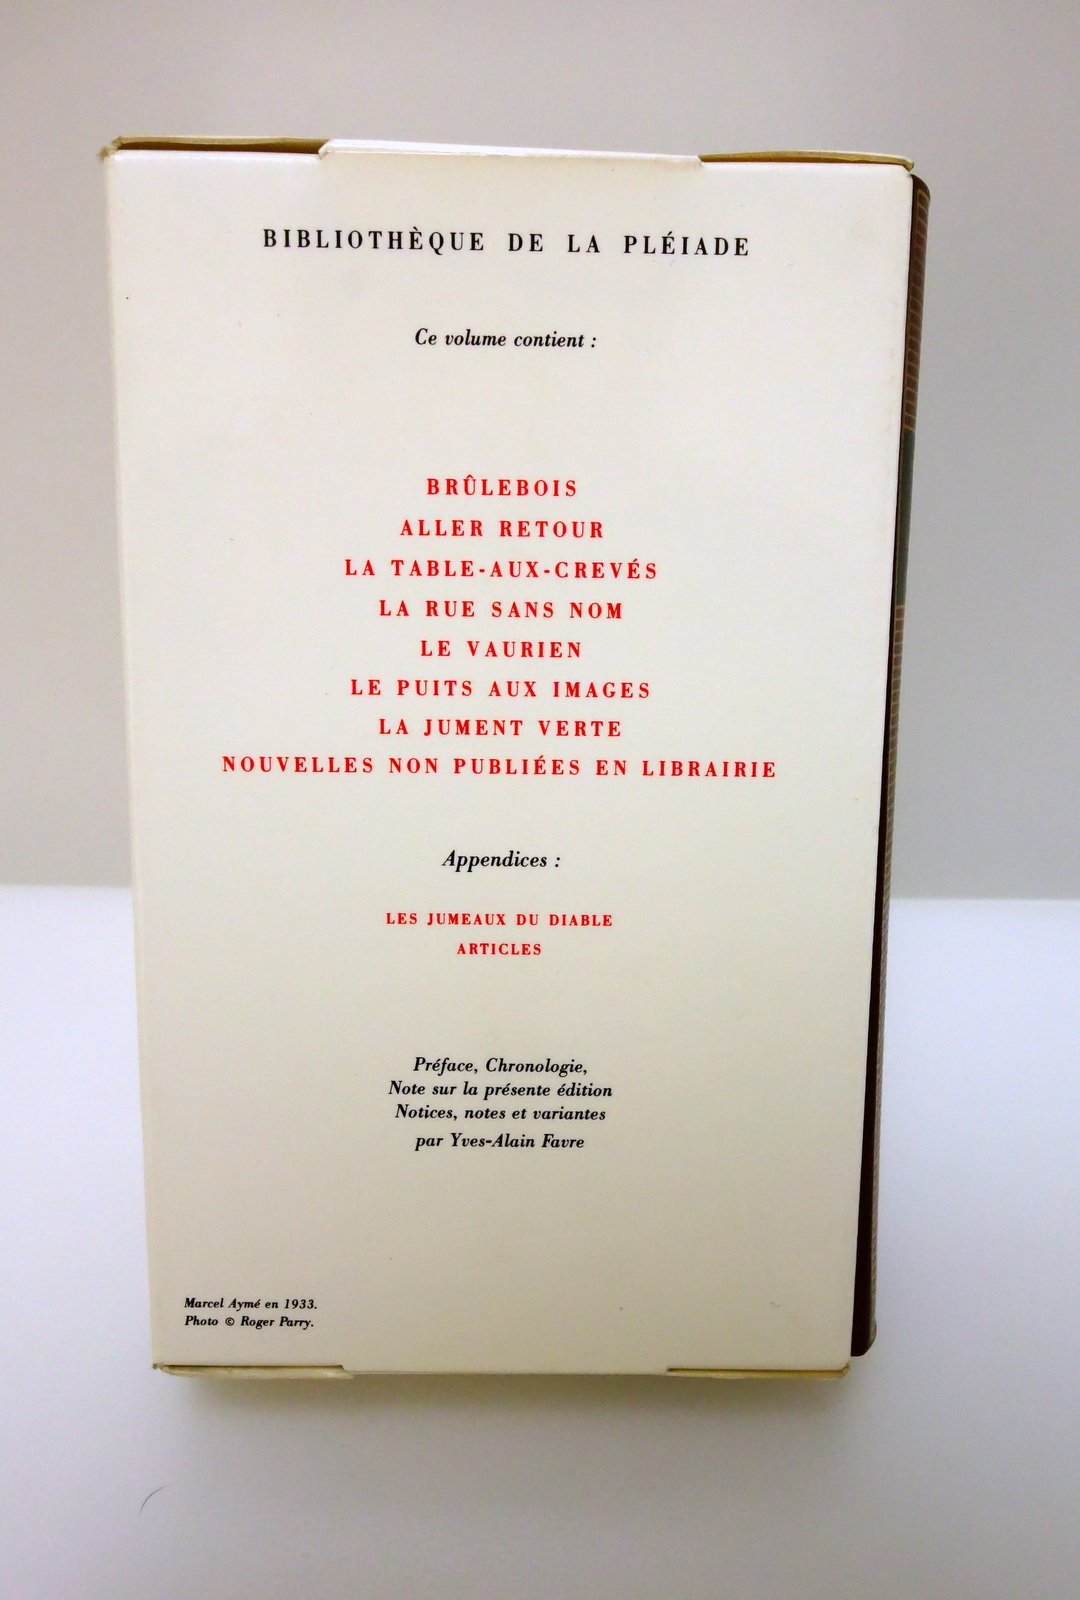 BIBLIOTHÈQUE DE LA PLÉIADE
Ce volume contient :
BRÛLEBOIS
ALLER RETOUR
LA TABLE-AUX-CREVÉS
LA RUE SANS NOM
LE VAURIEN
LE PUITS AUX IMAGES
LA JUMENT VERTE
NOUVELLES NON PUBLIÉES EN LIBRAIRIE
Appendices :
LES JUMEAUX DU DIABLE
ARTICLES
Préface, Chronologie,
Note sur la présente édition
Notices, notes et variantes
par Yves-Alain Favre
Marcel Aymé en 1933.
Photo © Roger Parry.